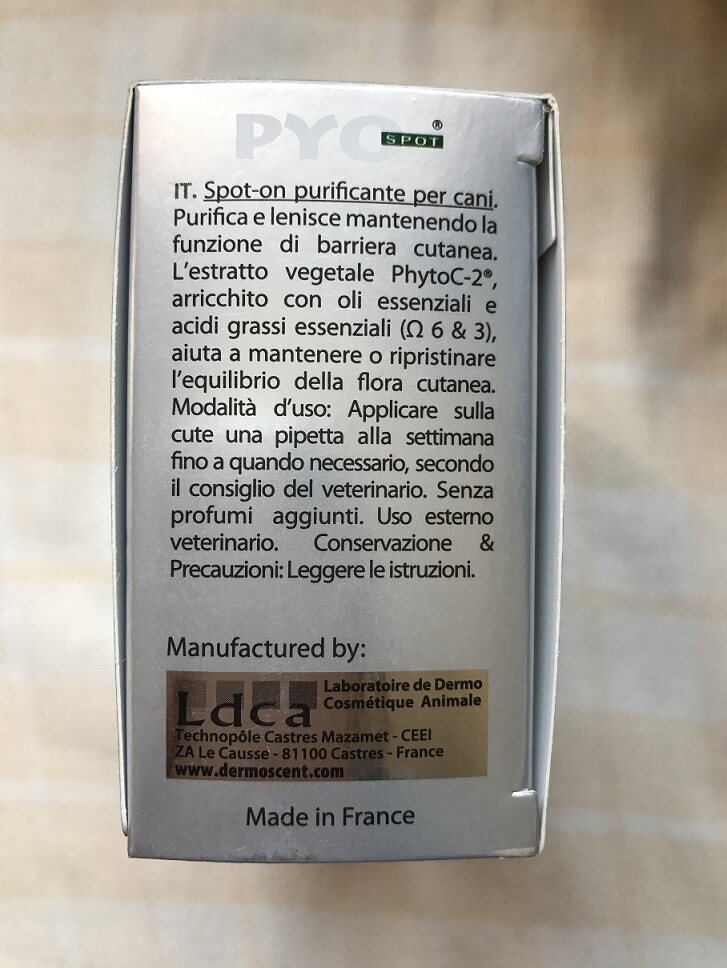 PYO SPOT®
IT. Spot-on purificante per cani.
Purifica e lenisce mantenendo la
funzione di barriera cutanea.
L'estratto vegetale PhytoC-2®,
arricchito con oli essenziali e
acidi grassi essenziali (Ω 6 & 3),
aiuta a mantenere o ripristinare
l'equilibrio della flora cutanea.
Modalità d'uso: Applicare sulla
cute una pipetta alla settimana
fino a quando necessario, secondo
il consiglio del veterinario. Senza
profumi aggiunti. Uso esterno
veterinario. Conservazione &
Precauzioni: Leggere le istruzioni.
Manufactured by:
Ldca
Laboratoire de Dermo
Cosmétique Animale
Technopôle Castres Mazamet - CEEI
ZA Le Causse - 81100 Castres - France
www.dermoscent.com
Made in France